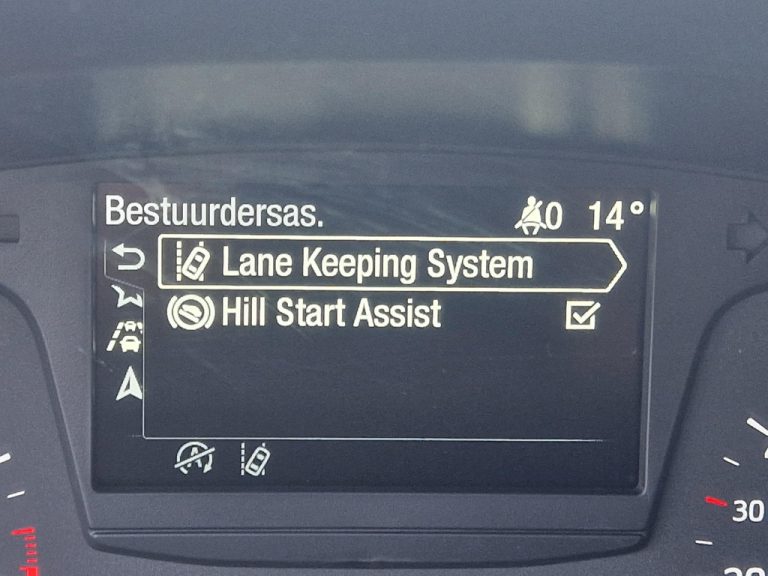 Bestuurdersas.
0 14°
Lane Keeping System
Hill Start Assist
A
30